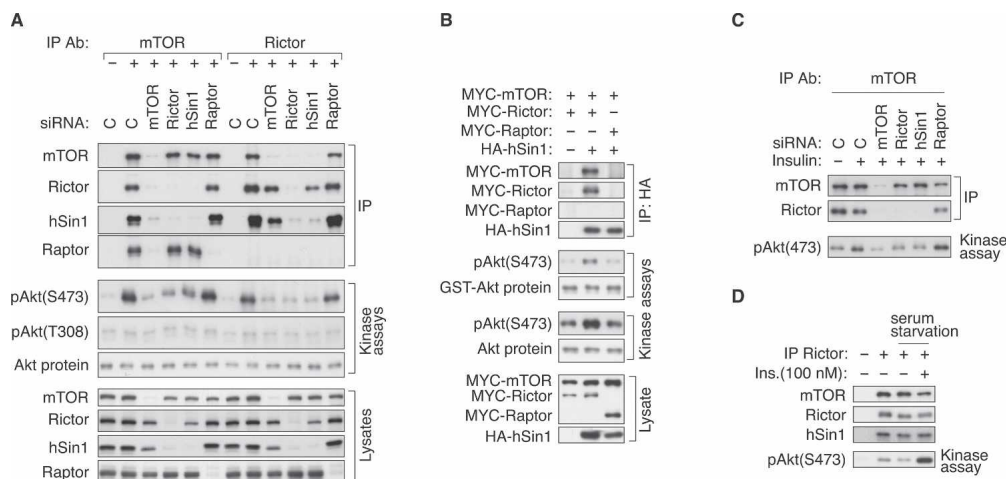 A
IP Ab: mTOR Rictor
– + + + + + – + + + + +
siRNA: C C mTOR Rictor hSin1 Raptor C C mTOR Rictor hSin1 Raptor
mTOR
Rictor
hSin1
Raptor
IP
pAkt(S473)
pAkt(T308)
Akt protein
Kinase
assays
mTOR
Rictor
hSin1
Raptor
Lysates
B
MYC-mTOR: + + +
MYC-Rictor: + + –
MYC-Raptor: – – +
HA-hSin1: – + +
MYC-mTOR
MYC-Rictor
MYC-Raptor
HA-hSin1
IP: HA
pAkt(S473)
GST-Akt protein
pAkt(S473)
Akt protein
Kinase assays
MYC-mTOR
MYC-Rictor
MYC-Raptor
HA-hSin1
Lysate
C
IP Ab: mTOR
siRNA: C C mTOR Rictor hSin1 Raptor
Insulin: – + + + + +
mTOR
Rictor
IP
pAkt(473)
Kinase
assay
D
serum
starvation
IP Rictor: – + + +
Ins.(100 nM): – – – +
mTOR
Rictor
hSin1
pAkt(S473)
Kinase
assay